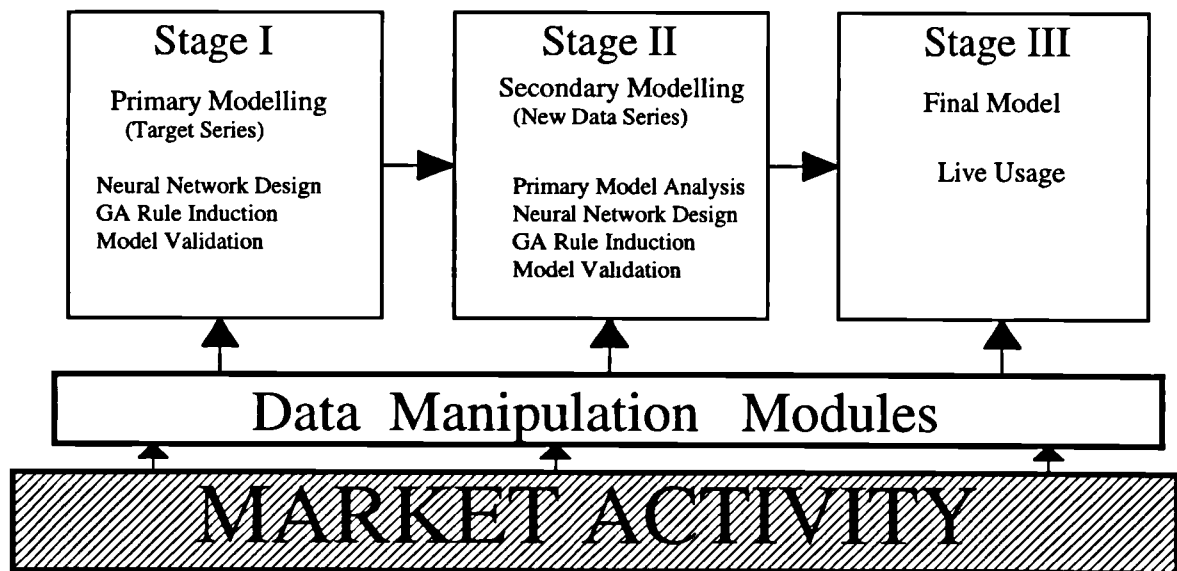 Stage I
Primary Modelling
(Target Series)
Neural Network Design
GA Rule Induction
Model Validation
Stage II
Secondary Modelling
(New Data Series)
Primary Model Analysis
Neural Network Design
GA Rule Induction
Model Validation
Stage III
Final Model
Live Usage
Data Manipulation Modules
MARKET ACTIVITY